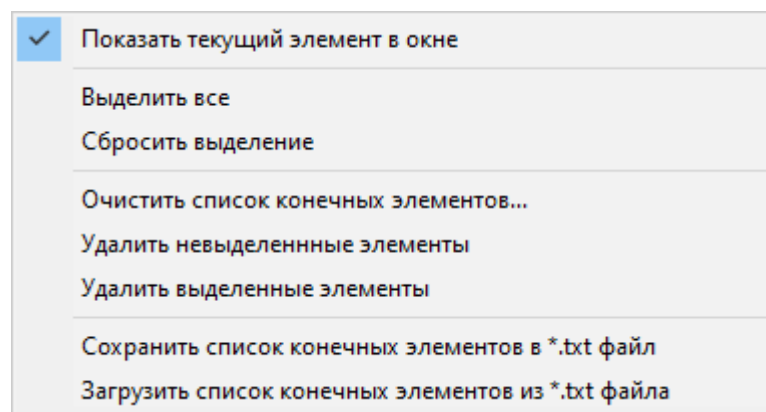 Показать текущий элемент в окне
Выделить все
Сбросить выделение
Очистить список конечных элементов...
Удалить невыделеннные элементы
Удалить выделенные элементы
Сохранить список конечных элементов в *.txt файл
Загрузить список конечных элементов из *.txt файла